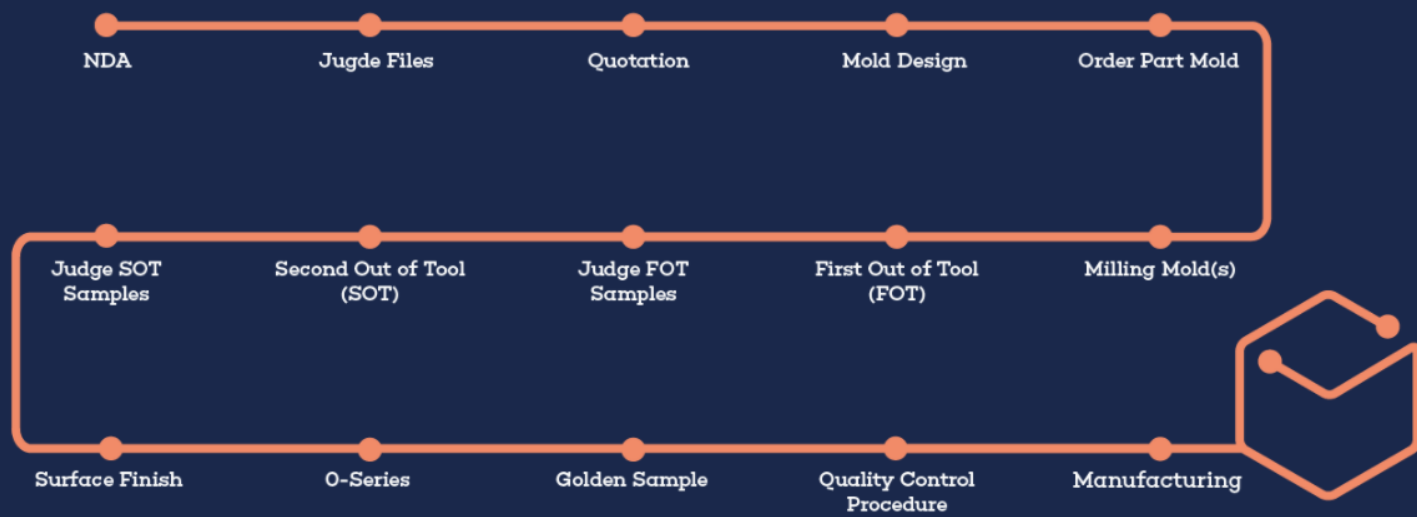 NDA
Jugde Files
Quotation
Mold Design
Order Part Mold
Milling Mold(s)
First Out of Tool
(FOT)
Judge FOT
Samples
Second Out of Tool
(SOT)
Judge SOT
Samples
Surface Finish
0-Series
Golden Sample
Quality Control
Procedure
Manufacturing